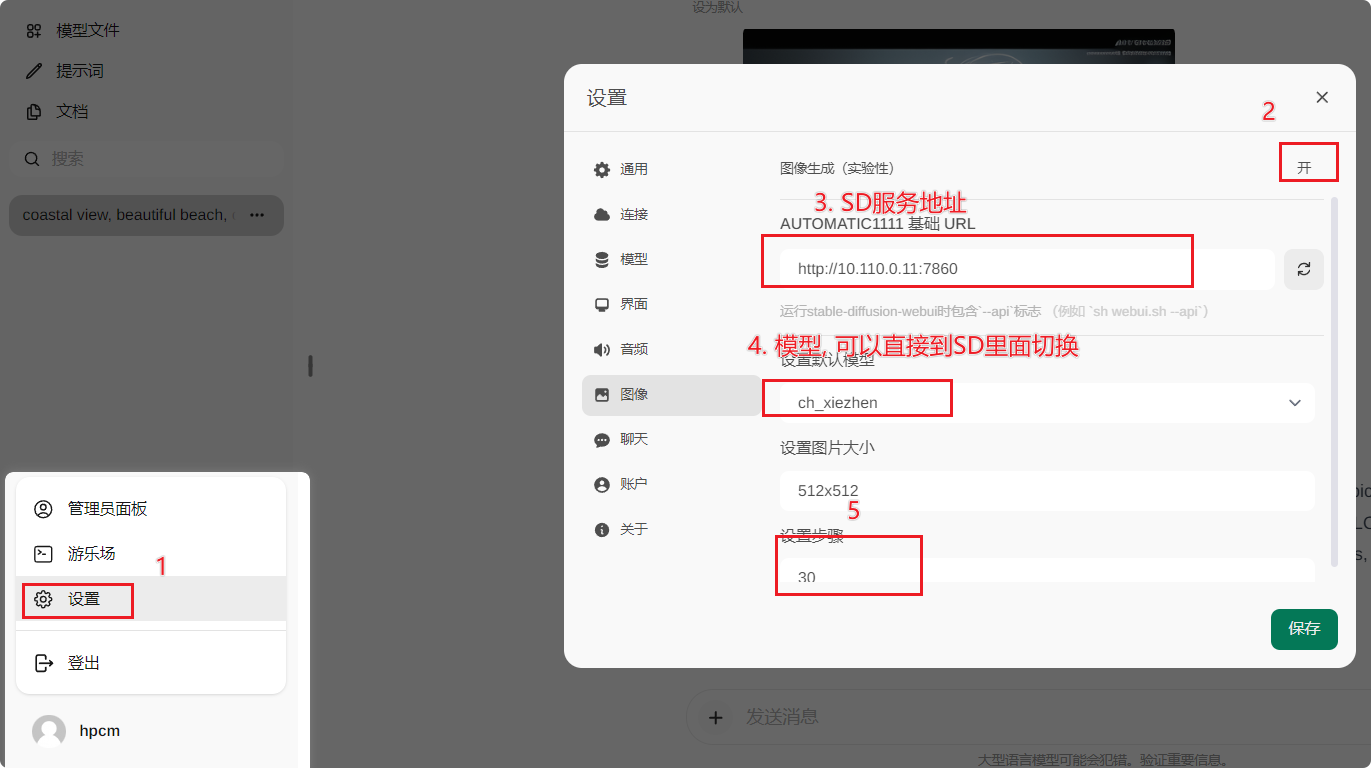 设为默认
模型文件
提示词
文档
搜索
coastal view, beautiful beach,
管理员面板
游乐场
1
设置
登出
hpcm
设置
2
通用
连接
模型
界面
音频
图像
聊天
账户
关于
图像生成（实验性）
开
3. SD服务地址
AUTOMATIC1111 基础 URL
http://10.110.0.11:7860
运行stable-diffusion-webui时包含`--api`标志 （例如 `sh webui.sh --api`）
4. 模型, 可以直接到SD里面切换
设置默认模型
ch_xiezhen
设置图片大小
512x512
5
设置步骤
30
保存
发送消息
大型语言模型可能会犯错。验证重要信息。